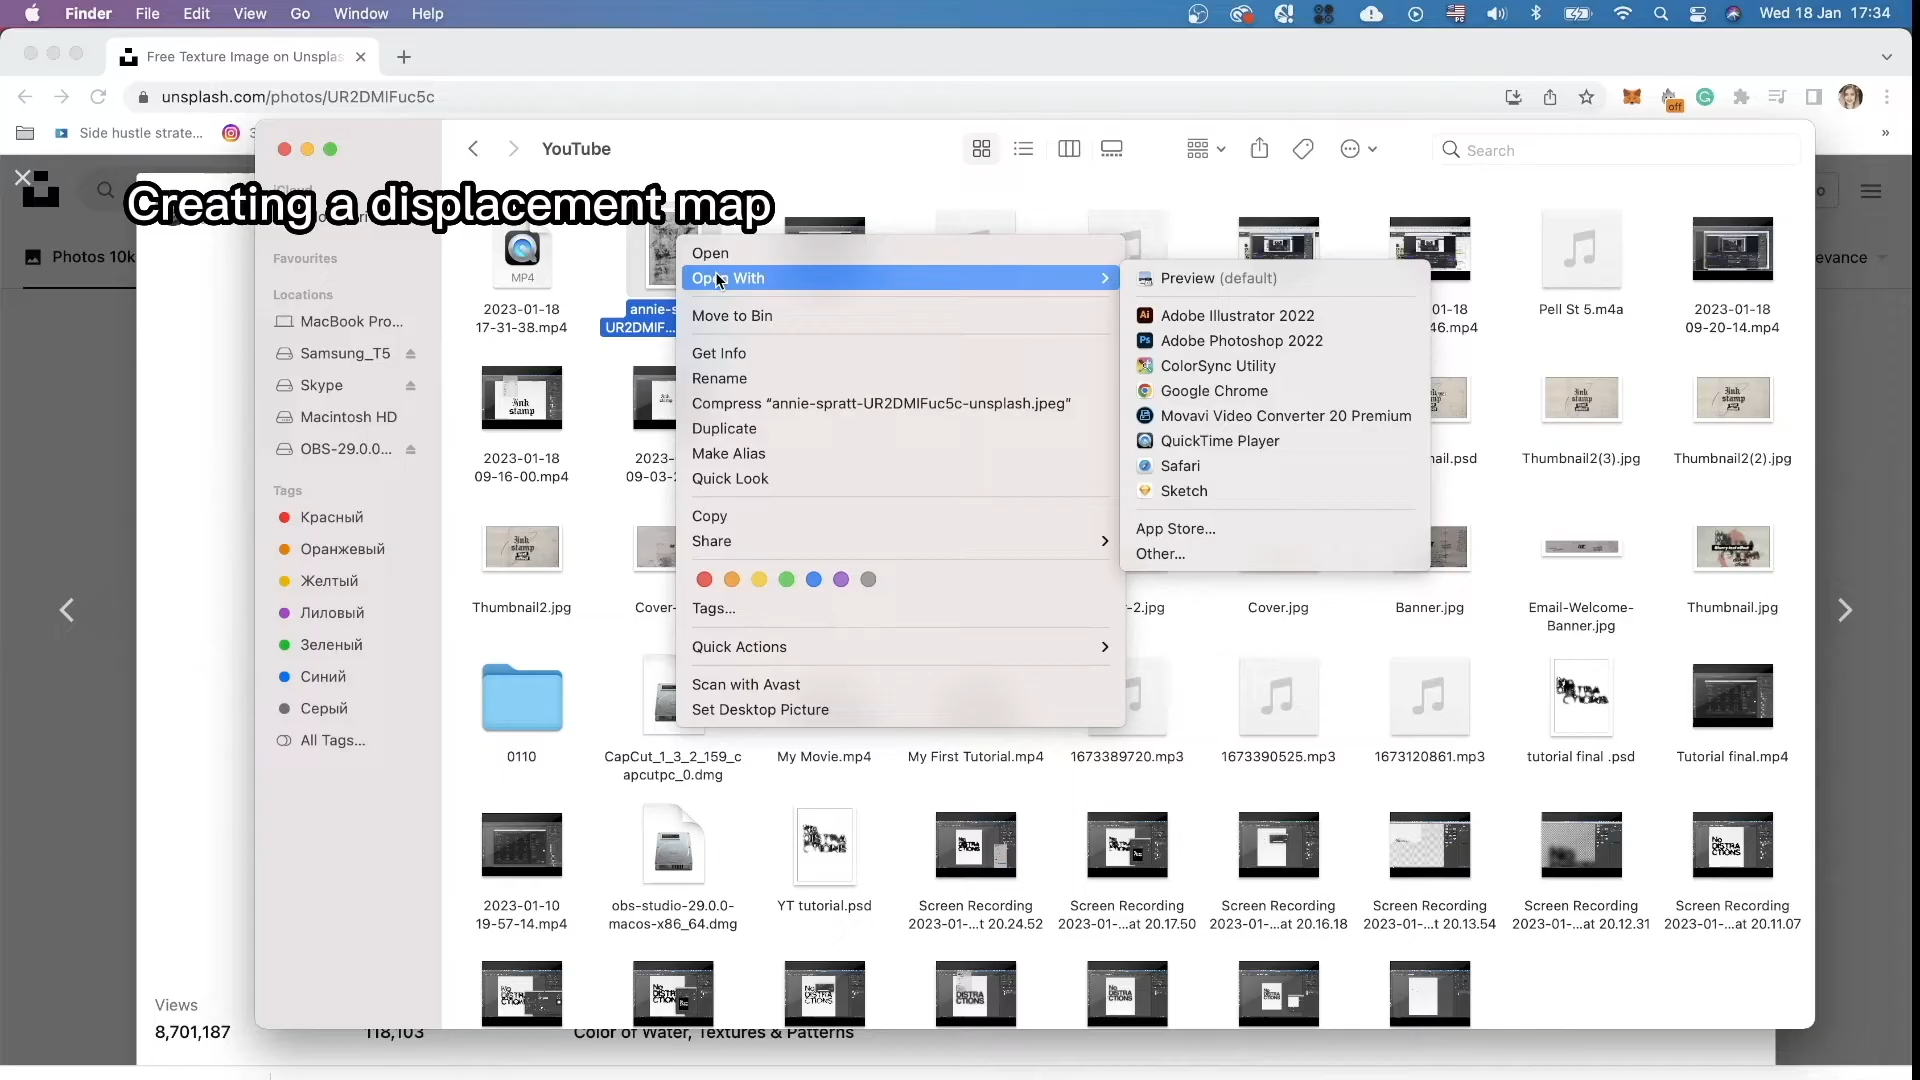 Finder File Edit View Go Window Help
Wed 18 Jan 17:34
Free Texture Image on Unsplas
unsplash.com/photos/UR2DMIFuc5c
off
Side hustle strate...
YouTube
Search
Creating a displacement map
Photos 10k
evance
Favourites
Locations
MacBook Pro...
Samsung_T5
Skype
Macintosh HD
OBS-29.0.0...
Tags
Красный
Оранжевый
Желтый
Лиловый
Зеленый
Синий
Серый
All Tags...
MP4
2023-01-18
17-31-38.mp4
annie-s
UR2DMIF...
01-18
46.mp4
Pell St 5.m4a
2023-01-18
09-20-14.mp4
Open
Open With
Move to Bin
Get Info
Rename
Compress “annie-spratt-UR2DMIFuc5c-unsplash.jpeg”
Duplicate
Make Alias
Quick Look
Copy
Share
Tags...
Quick Actions
Scan with Avast
Set Desktop Picture
Preview (default)
Adobe Illustrator 2022
Adobe Photoshop 2022
ColorSync Utility
Google Chrome
Movavi Video Converter 20 Premium
QuickTime Player
Safari
Sketch
App Store...
Other...
Ink
stamp
2023-01-18
09-16-00.mp4
2023-
09-03-2
nail.psd
Thumbnail2(3).jpg
Thumbnail2(2).jpg
Thumbnail2.jpg
Cover-
-2.jpg
Cover.jpg
Banner.jpg
Email-Welcome-
Banner.jpg
Thumbnail.jpg
0110
CapCut_1_3_2_159_c
apcutpc_0.dmg
My Movie.mp4
My First Tutorial.mp4
1673389720.mp3
1673390525.mp3
1673120861.mp3
tutorial final .psd
Tutorial final.mp4
2023-01-10
19-57-14.mp4
obs-studio-29.0.0-
macos-x86_64.dmg
YT tutorial.psd
Screen Recording
2023-01-...t 20.24.52
Screen Recording
2023-01-...at 20.17.50
Screen Recording
2023-01-...at 20.16.18
Screen Recording
2023-01-...t 20.13.54
Screen Recording
2023-01-...at 20.12.31
Screen Recording
2023-01-...at 20.11.07
Views
8,701,187
118,103
Color of Water, Textures & Patterns